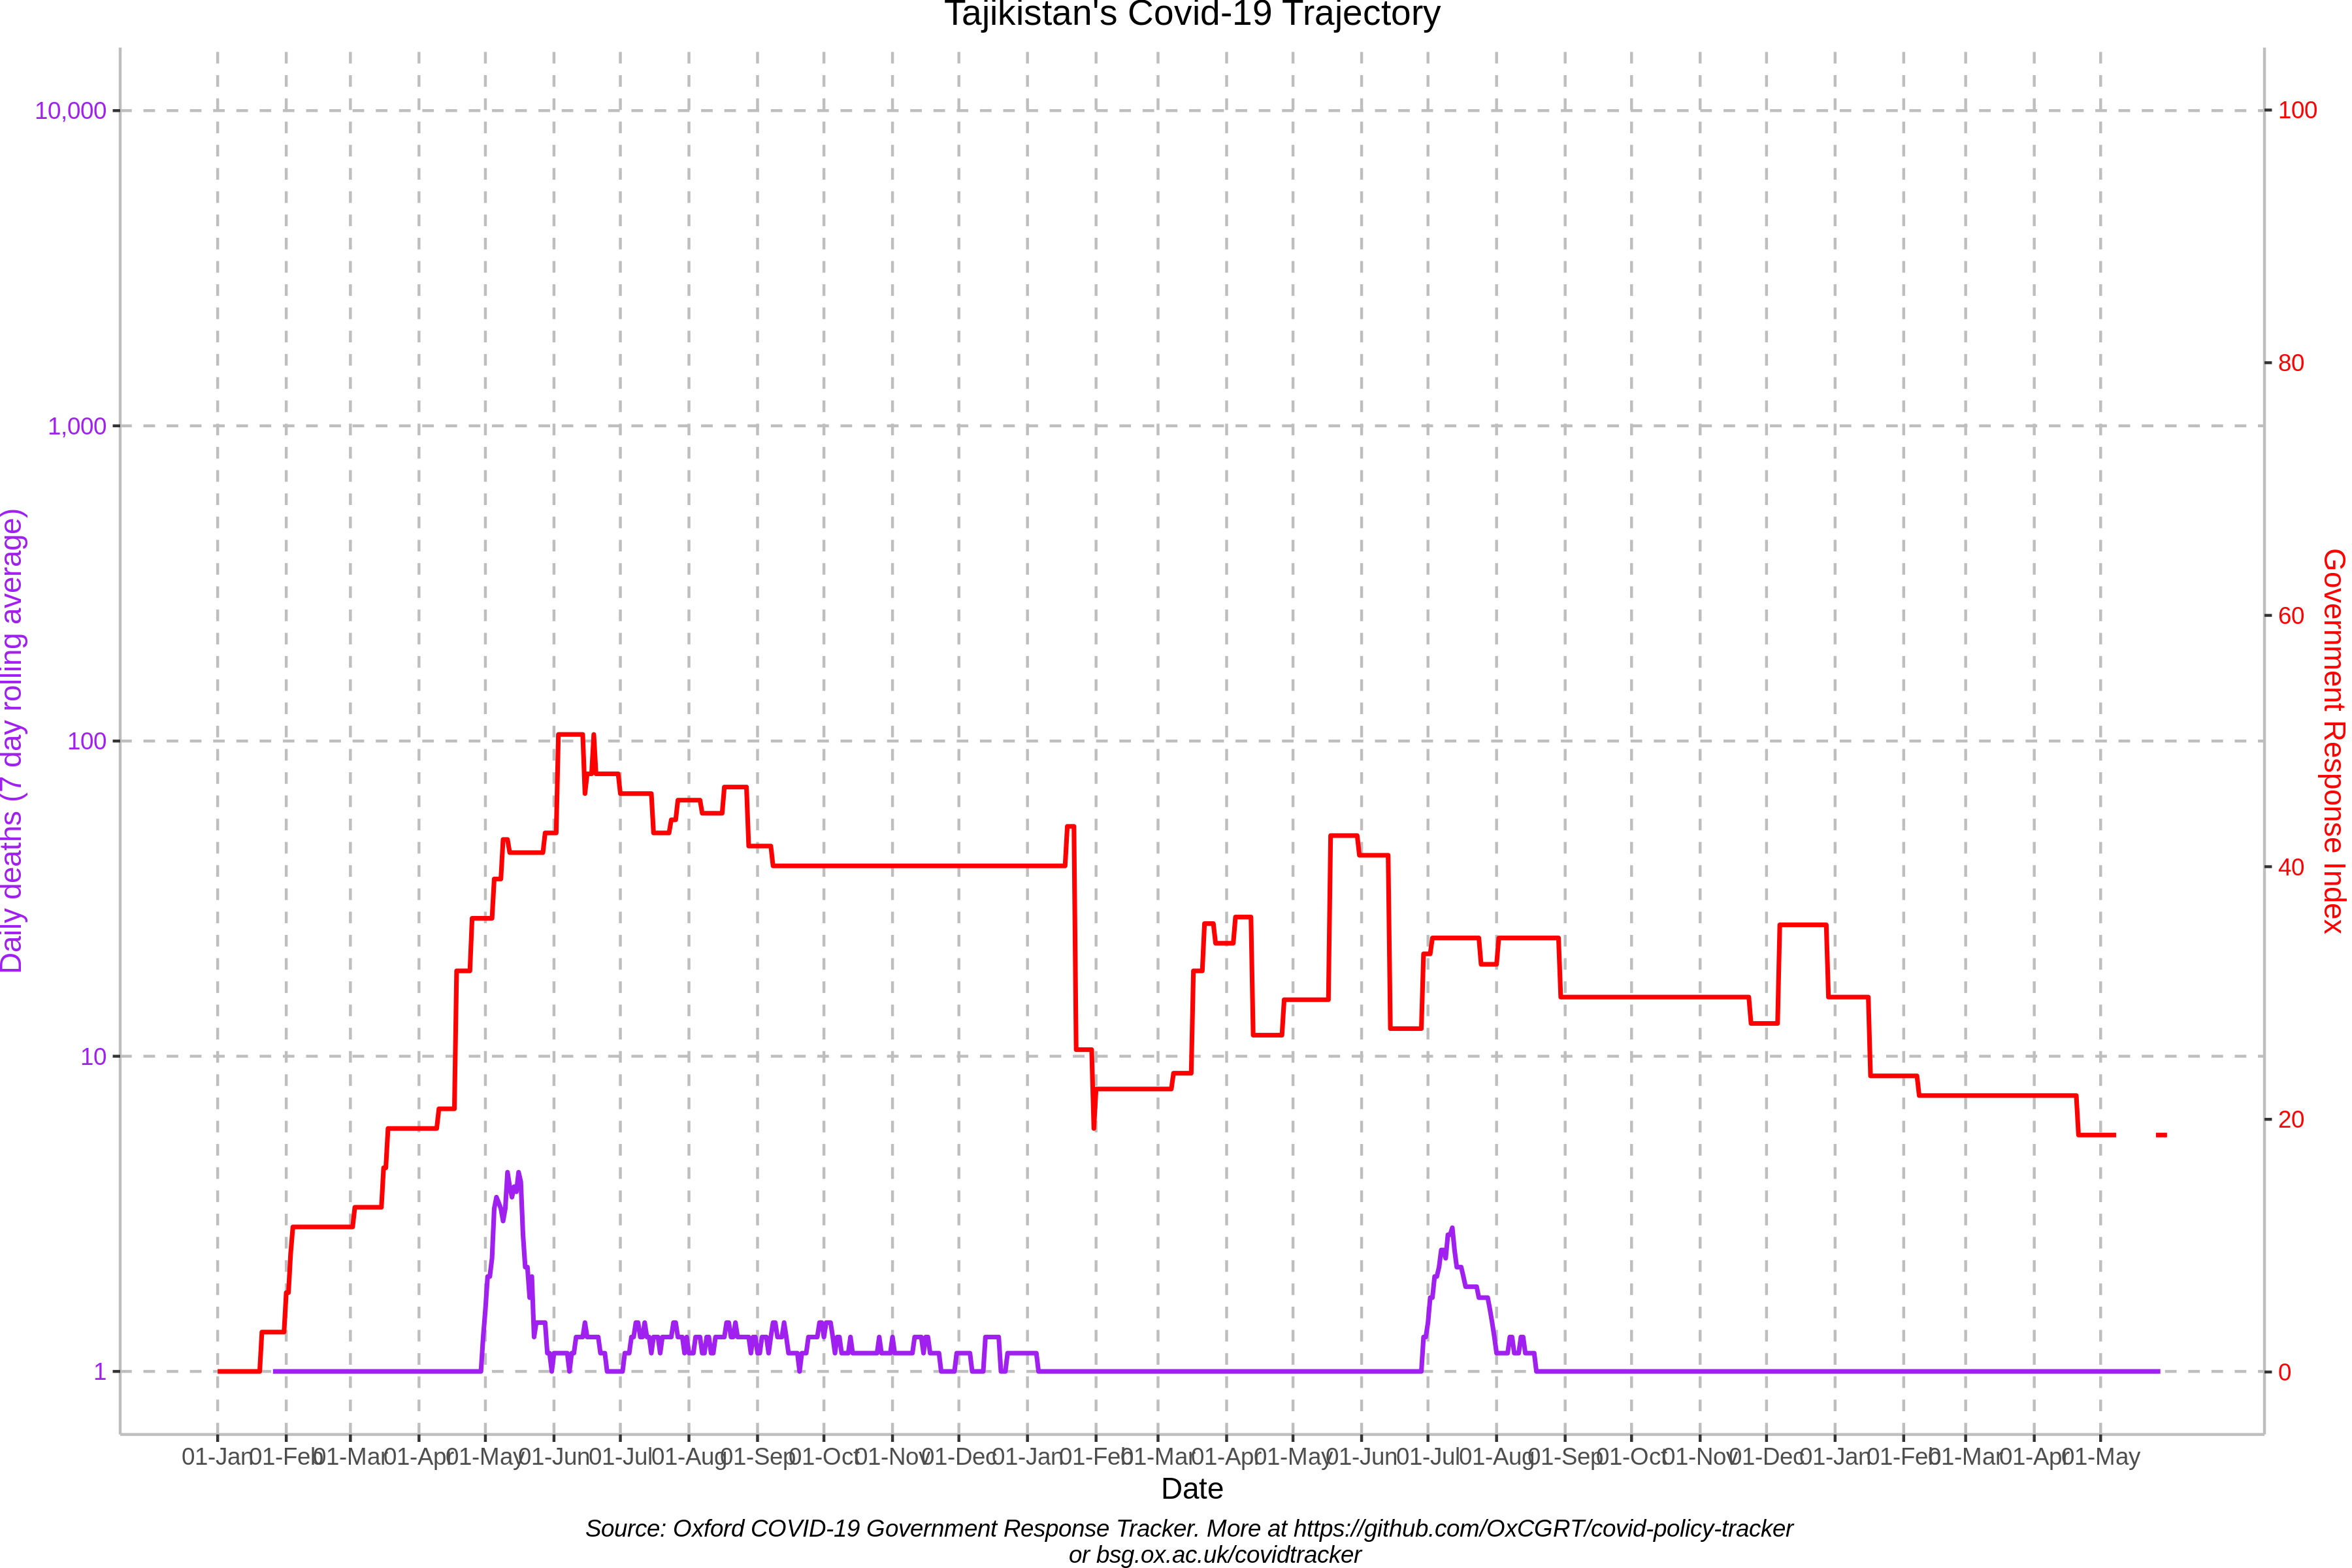 Tajikistan's Covid-19 Trajectory
10,000
1,000
100
10
1
Daily deaths (7 day rolling average)
100
80
60
40
20
0
Government Response Index
01-Jan 01-Feb 01-Mar 01-Apr 01-May 01-Jun 01-Jul 01-Aug 01-Sep 01-Oct 01-Nov 01-Dec 01-Jan 01-Feb 01-Mar 01-Apr 01-May 01-Jun 01-Jul 01-Aug 01-Sep 01-Oct 01-Nov 01-Dec 01-Jan 01-Feb 01-Mar 01-Apr 01-May
Date
Source: Oxford COVID-19 Government Response Tracker. More at https://github.com/OxCGRT/covid-policy-tracker
or bsg.ox.ac.uk/covidtracker